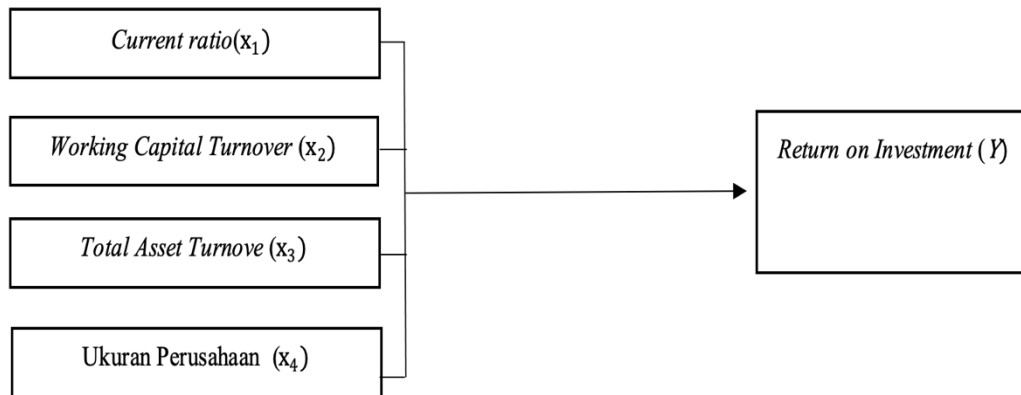 Current ratio(x₁)
Working Capital Turnover (x₂)
Return on Investment (Y)
Total Asset Turnove (x₃)
Ukuran Perusahaan (x₄)